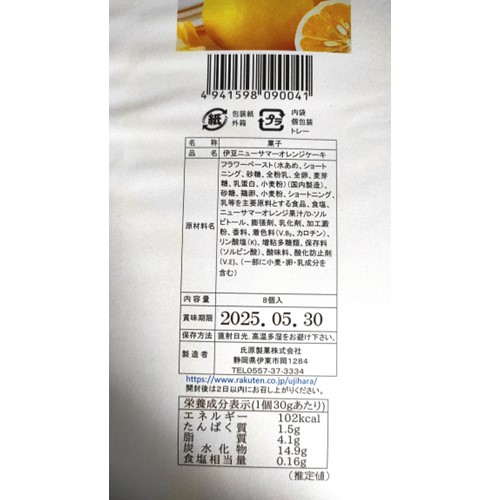 4 941598 090041
紙
包装紙
外箱
プラ
内袋
個包装
トレー
名称 菓子
品名 伊豆ニューサマーオレンジケーキ
原材料名
フラワーペースト(水あめ、ショート
ニング、砂糖、全粉乳、全卵、麦芽
糖、乳蛋白、小麦粉)(国内製造)、
砂糖、鶏卵、小麦粉、ショートニング、
乳等を主要原料とする食品、食塩、
ニューサマーオレンジ果汁/D-ソル
ビトール、膨張剤、乳化剤、加工澱
粉、香料、着色料(V.B₂、カロチン)、
リン酸塩(K)、増粘多糖類、保存料
(ソルビン酸)、酸味料、酸化防止剤
(V.E)、(一部に小麦・卵・乳成分を
含む)
内容量 8個入
賞味期限 2025.05.30
保存方法 直射日光、高温多湿をお避け下さい。
製造者
氏原製菓株式会社
静岡県伊東市岡1284
TEL0557-37-3334
https://www.rakuten.co.jp/ujihara/
開封後は2日以内にお召し上がりください。
栄養成分表示(1個30gあたり)
エネルギー 102kcal
たんぱく質 1.5g
脂質 4.1g
炭水化物 14.9g
食塩相当量 0.16g
(推定値)